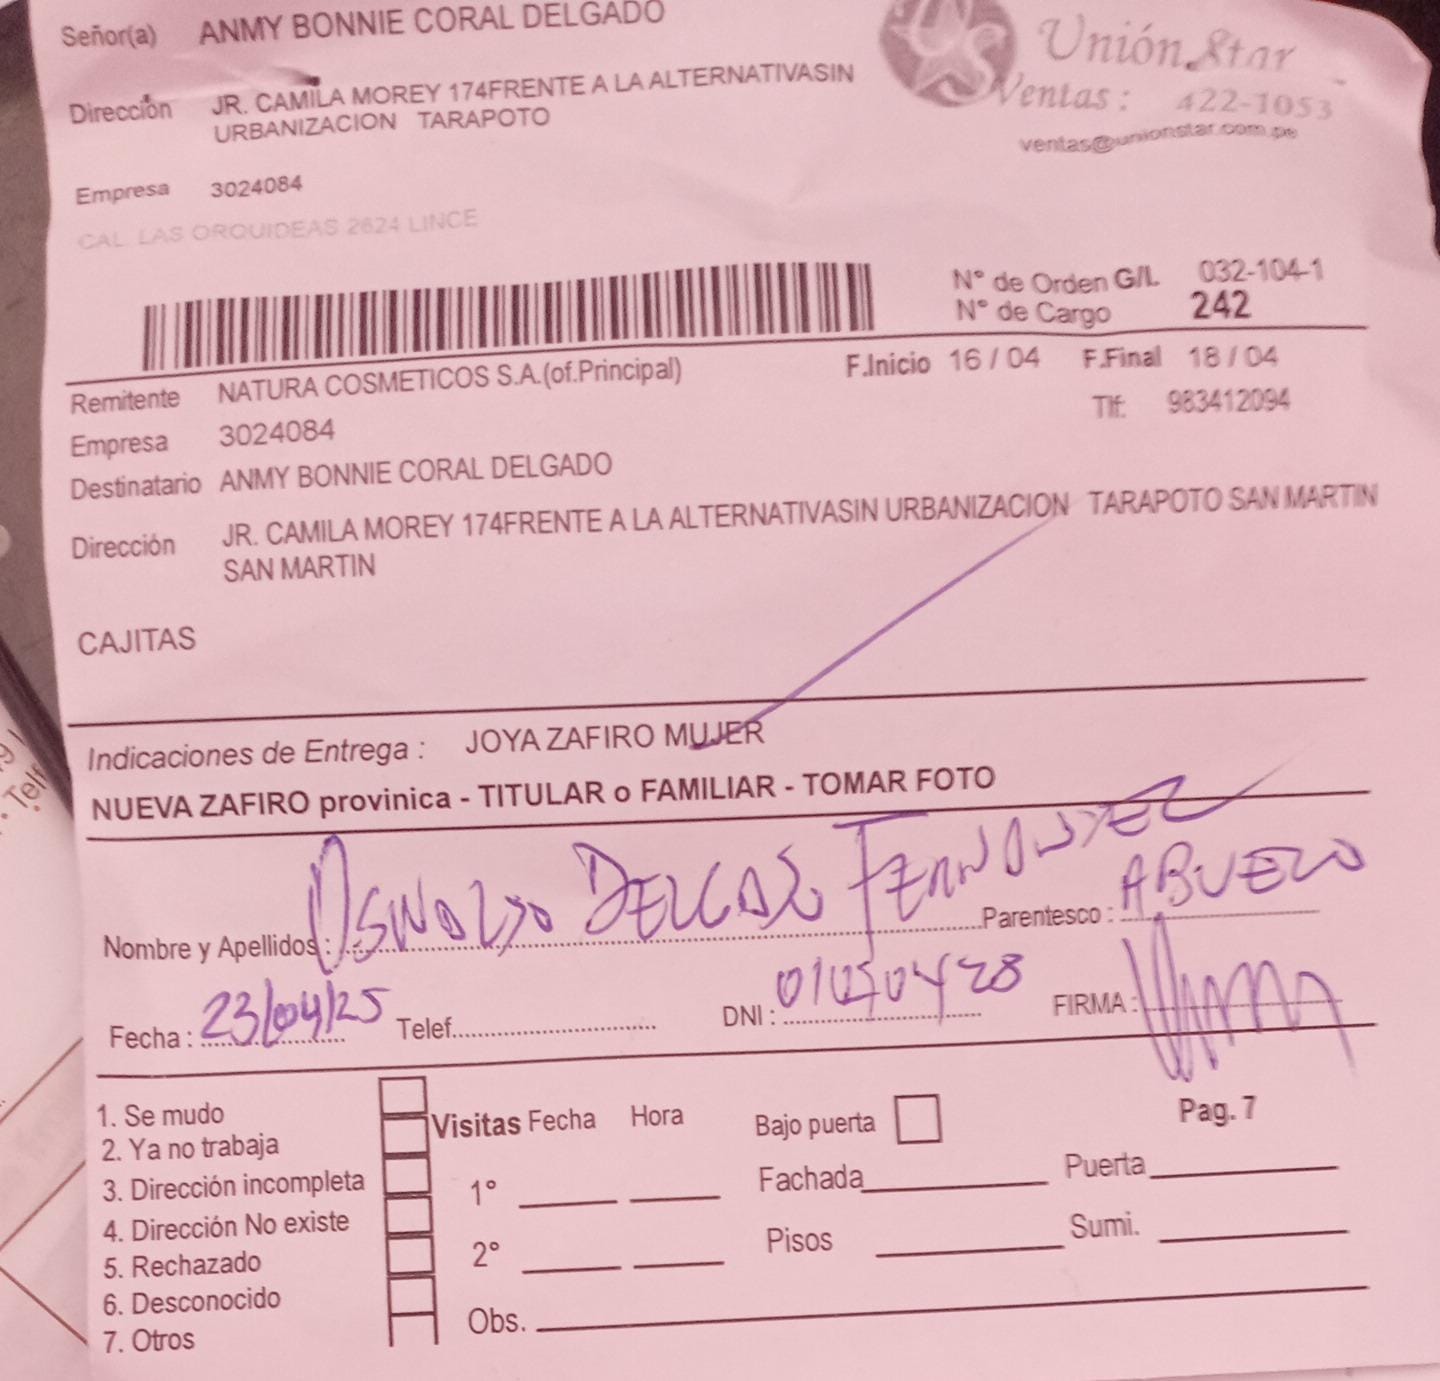 Señor(a) ANMY BONNIE CORAL DELGADO
Unión Star
Dirección JR. CAMILA MOREY 174FRENTE A LA ALTERNATIVASIN
URBANIZACION TARAPOTO
Ventas: 422-1053
ventas@unionstar.com.pe
Empresa 3024084
CAL. LAS ORQUIDEAS 2624 LINCE
N° de Orden G/L 032-104-1
N° de Cargo 242
Remitente NATURA COSMETICOS S.A.(of.Principal) F.Inicio 16 / 04 F.Final 18 / 04
Empresa 3024084 Tlf: 983412094
Destinatario ANMY BONNIE CORAL DELGADO
Dirección JR. CAMILA MOREY 174FRENTE A LA ALTERNATIVASIN URBANIZACION TARAPOTO SAN MARTIN
SAN MARTIN
CAJITAS
Indicaciones de Entrega : JOYA ZAFIRO MUJER
NUEVA ZAFIRO provinica - TITULAR o FAMILIAR - TOMAR FOTO
Nombre y Apellidos : OSWALDO DELGADO FERNANDEZ Parentesco : ABUELO
Fecha : 23/04/25 Telef. DNI : FIRMA :
1. Se mudo
2. Ya no trabaja
3. Dirección incompleta
4. Dirección No existe
5. Rechazado
6. Desconocido
7. Otros
Visitas Fecha Hora
1°
2°
Obs.
Bajo puerta
Pag. 7
Fachada Puerta
Pisos Sumi.
Telf